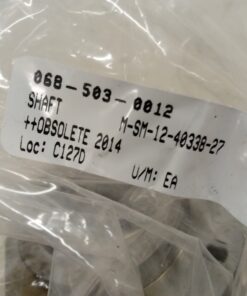 068-503-0012
SHAFT M-SM-12-40338-27
++OBSOLETE 2014
Loc: C127D U/M: EA